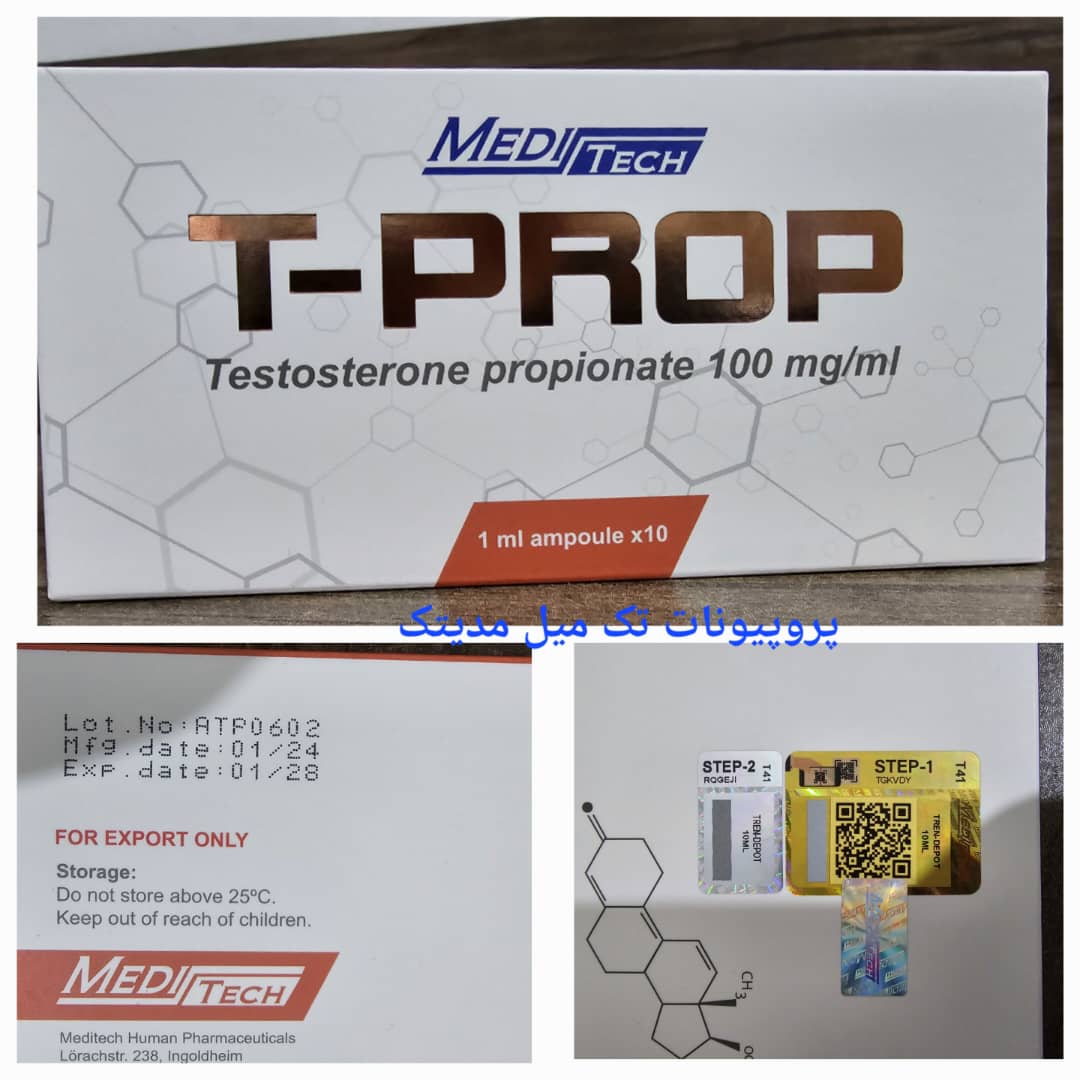 MEDITECH
T-PROP
Testosterone propionate 100 mg/ml
1 ml ampoule x10
پروپیونات تک میل مدیتک
Lot.No:ATP0602
Mfg.date:01/24
Exp.date:01/28
FOR EXPORT ONLY
Storage:
Do not store above 25ºC.
Keep out of reach of children.
MEDITECH
Meditech Human Pharmaceuticals
Lörachstr. 238, Ingoldheim
STEP-2
RQGEJI
T41
TREN-DEPOT
10ML
STEP-1
TGKVDY
T41
TREN-DEPOT
10ML
Meditech
MEDITECH
CH3